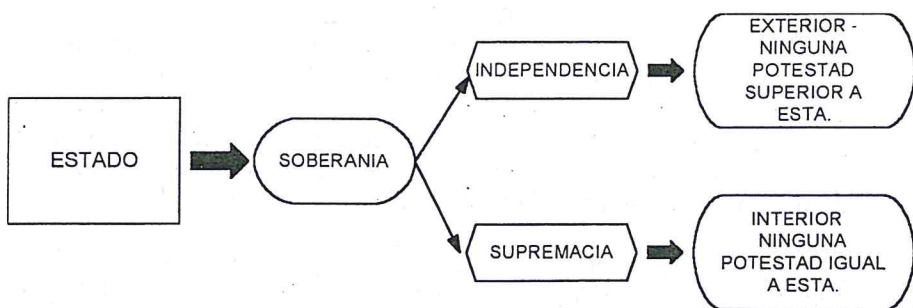 ESTADO
SOBERANIA
INDEPENDENCIA
EXTERIOR -
NINGUNA
POTESTAD
SUPERIOR A
ESTA.
SUPREMACIA
INTERIOR
NINGUNA
POTESTAD IGUAL
A ESTA.